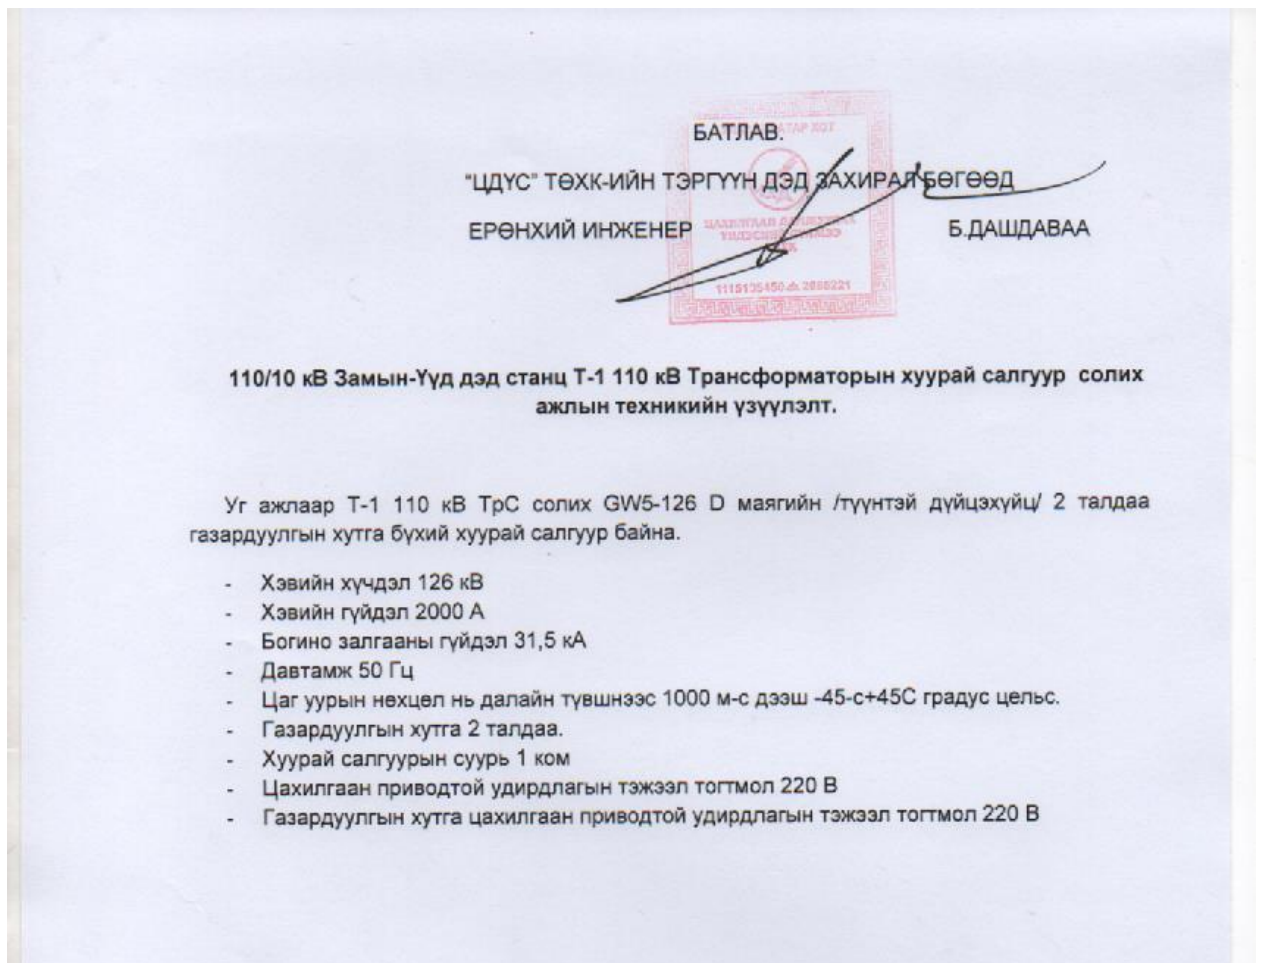 БАТЛАВ:
"ЦДҮС" ТӨХК-ИЙН ТЭРГҮҮН ДЭД ЗАХИРАЛ БӨГӨӨД
ЕРӨНХИЙ ИНЖЕНЕР Б.ДАШДАВАА
110/10 кВ Замын-Үүд дэд станц Т-1 110 кВ Трансформаторын хуурай салгуур солих
ажлын техникийн үзүүлэлт.
Уг ажлаар Т-1 110 кВ ТрС солих GW5-126 D маягийн /түүнтэй дүйцэхүйц/ 2 талдаа
газардуулгын хутга бүхий хуурай салгуур байна.
- Хэвийн хүчдэл 126 кВ
- Хэвийн гүйдэл 2000 А
- Богино залгааны гүйдэл 31,5 кА
- Давтамж 50 Гц
- Цаг уурын нөхцөл нь далайн түвшнээс 1000 м-с дээш -45-с+45С градус цельс.
- Газардуулгын хутга 2 талдаа.
- Хуурай салгуурын суурь 1 ком
- Цахилгаан приводтой удирдлагын тэжээл тогтмол 220 В
- Газардуулгын хутга цахилгаан приводтой удирдлагын тэжээл тогтмол 220 В